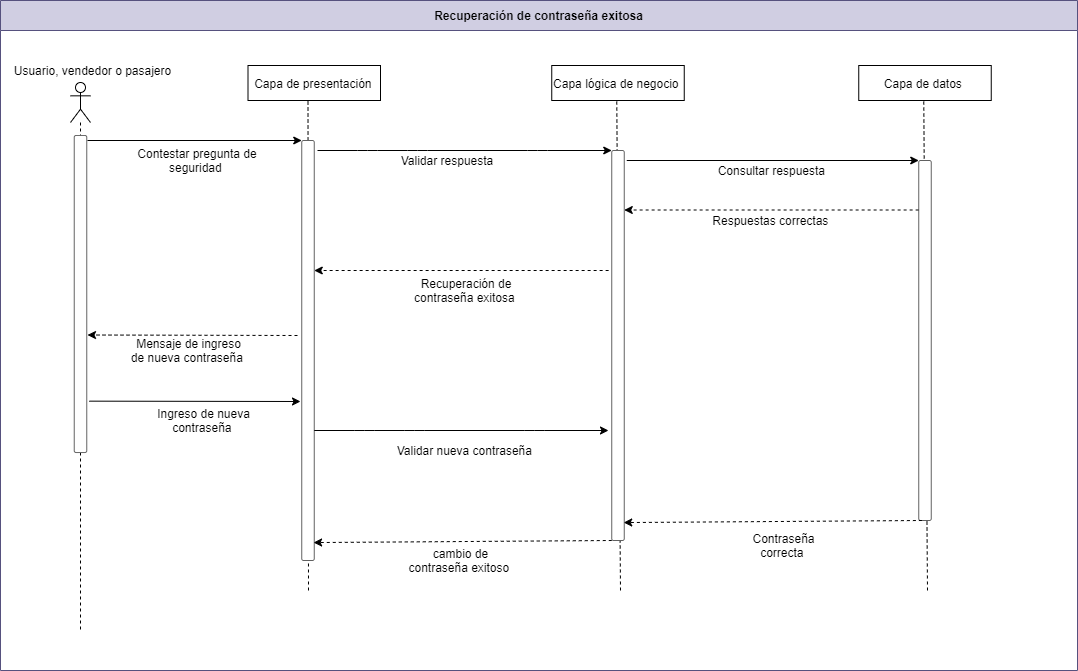 Recuperación de contraseña exitosa
Usuario, vendedor o pasajero
Capa de presentación
Capa lógica de negocio
Capa de datos
Contestar pregunta de
seguridad
Validar respuesta
Consultar respuesta
Respuestas correctas
Recuperación de
contraseña exitosa
Mensaje de ingreso
de nueva contraseña
Ingreso de nueva
contraseña
Validar nueva contraseña
Contraseña
correcta
cambio de
contraseña exitoso